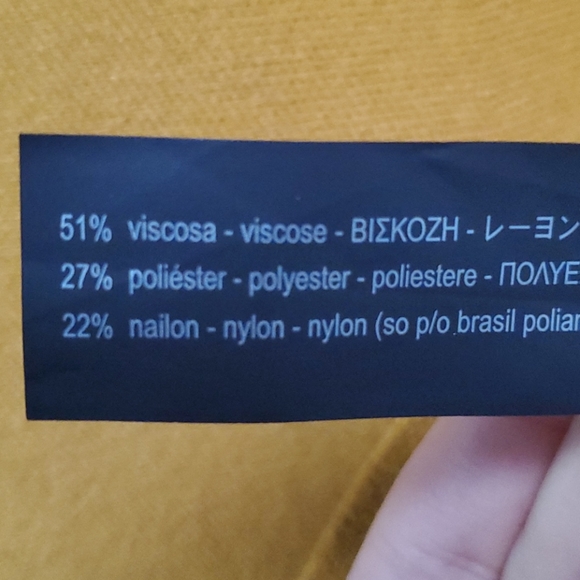 51% viscosa - viscose - ΒΙΣΚΟΖΗ - レーヨン
27% poliéster - polyester - poliestere - ΠΟΛΥΕ
22% nailon - nylon - nylon (so p/o brasil polian